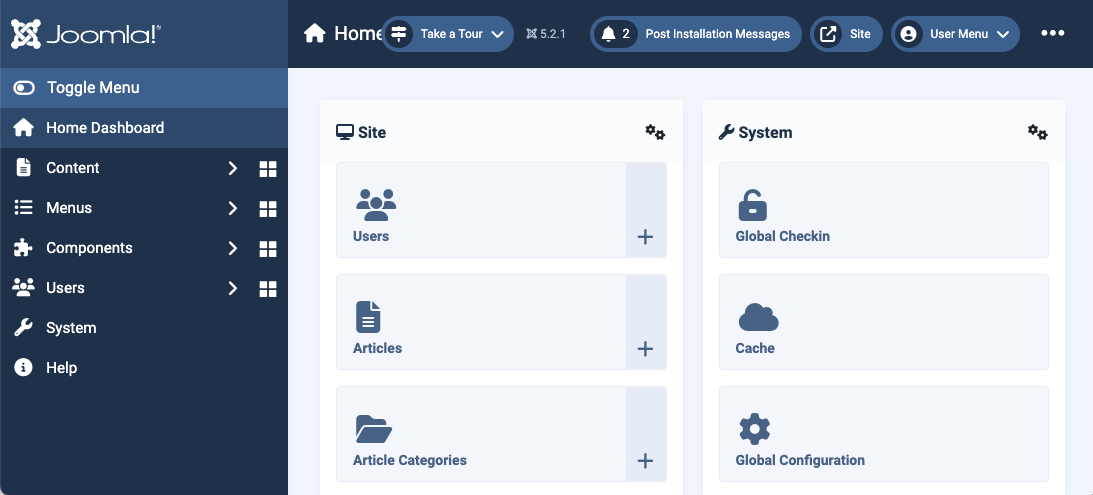 Joomla!
Home
Take a Tour
5.2.1
2
Post Installation Messages
Site
User Menu
Toggle Menu
Home Dashboard
Content
Menus
Components
Users
System
Help
Site
Users
Articles
Article Categories
System
Global Checkin
Cache
Global Configuration